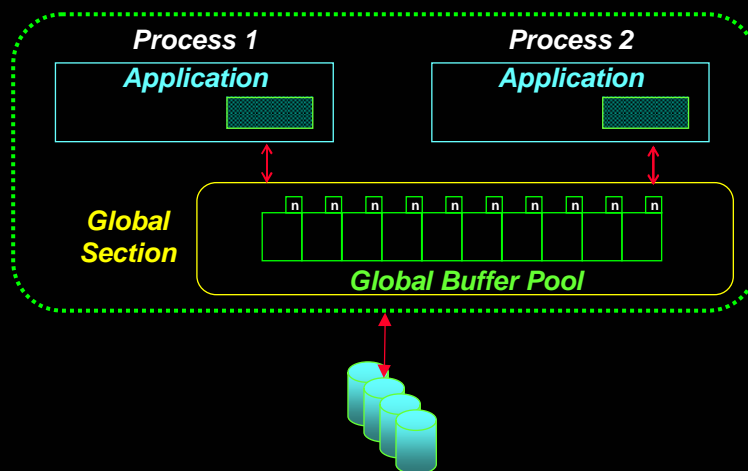 Process 1 Process 2
Application Application
n n n n n n n n n n
Global
Section
Global Buffer Pool